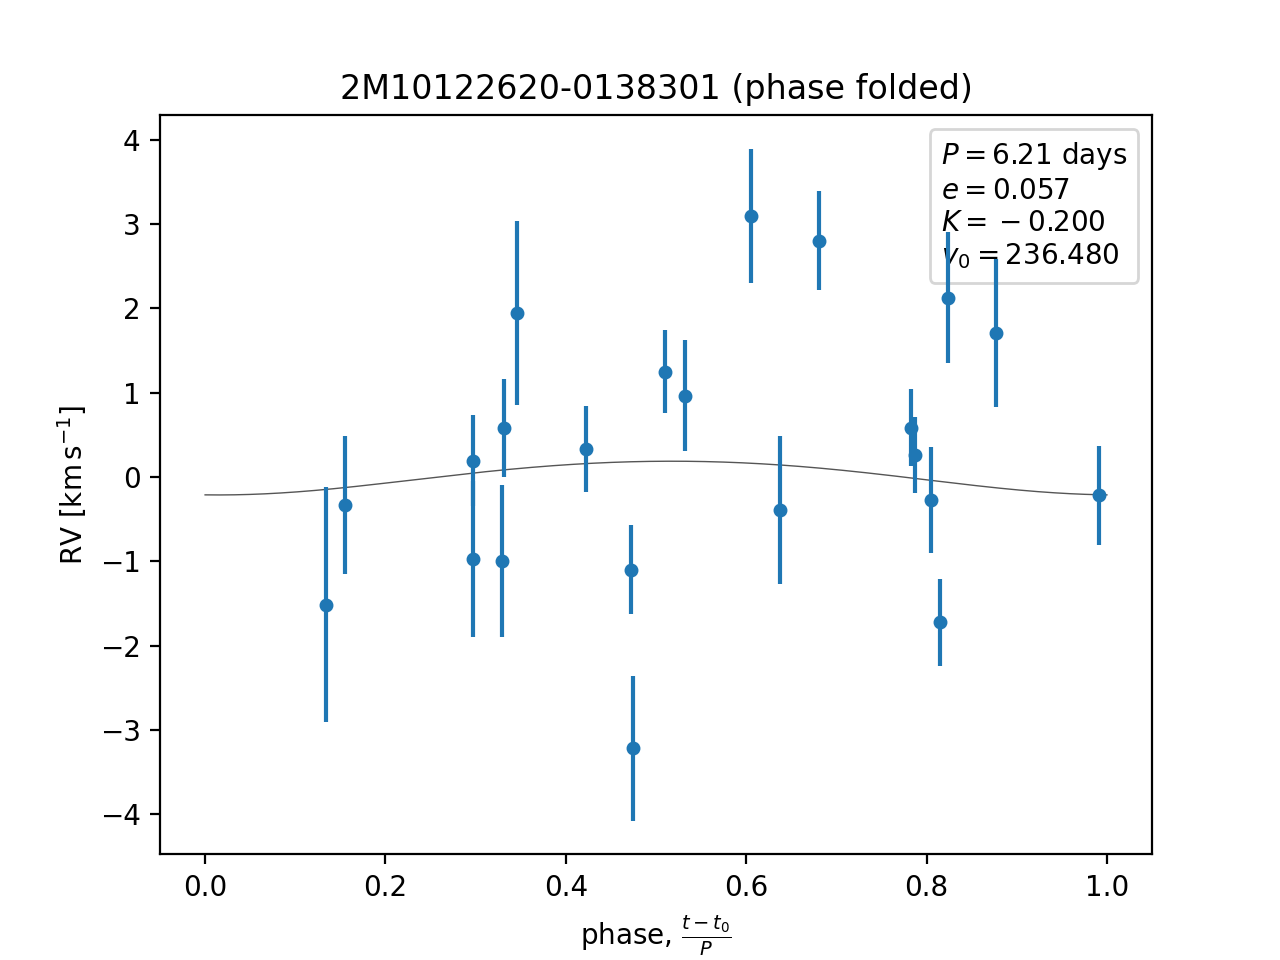 2M10122620-0138301 (phase folded)
P = 6.21 days
e = 0.057
K = −0.200
v₀ = 236.480
4
3
2
1
0
−1
−2
−3
−4
RV [km s⁻¹]
0.0 0.2 0.4 0.6 0.8 1.0
phase, (t − t₀)/P